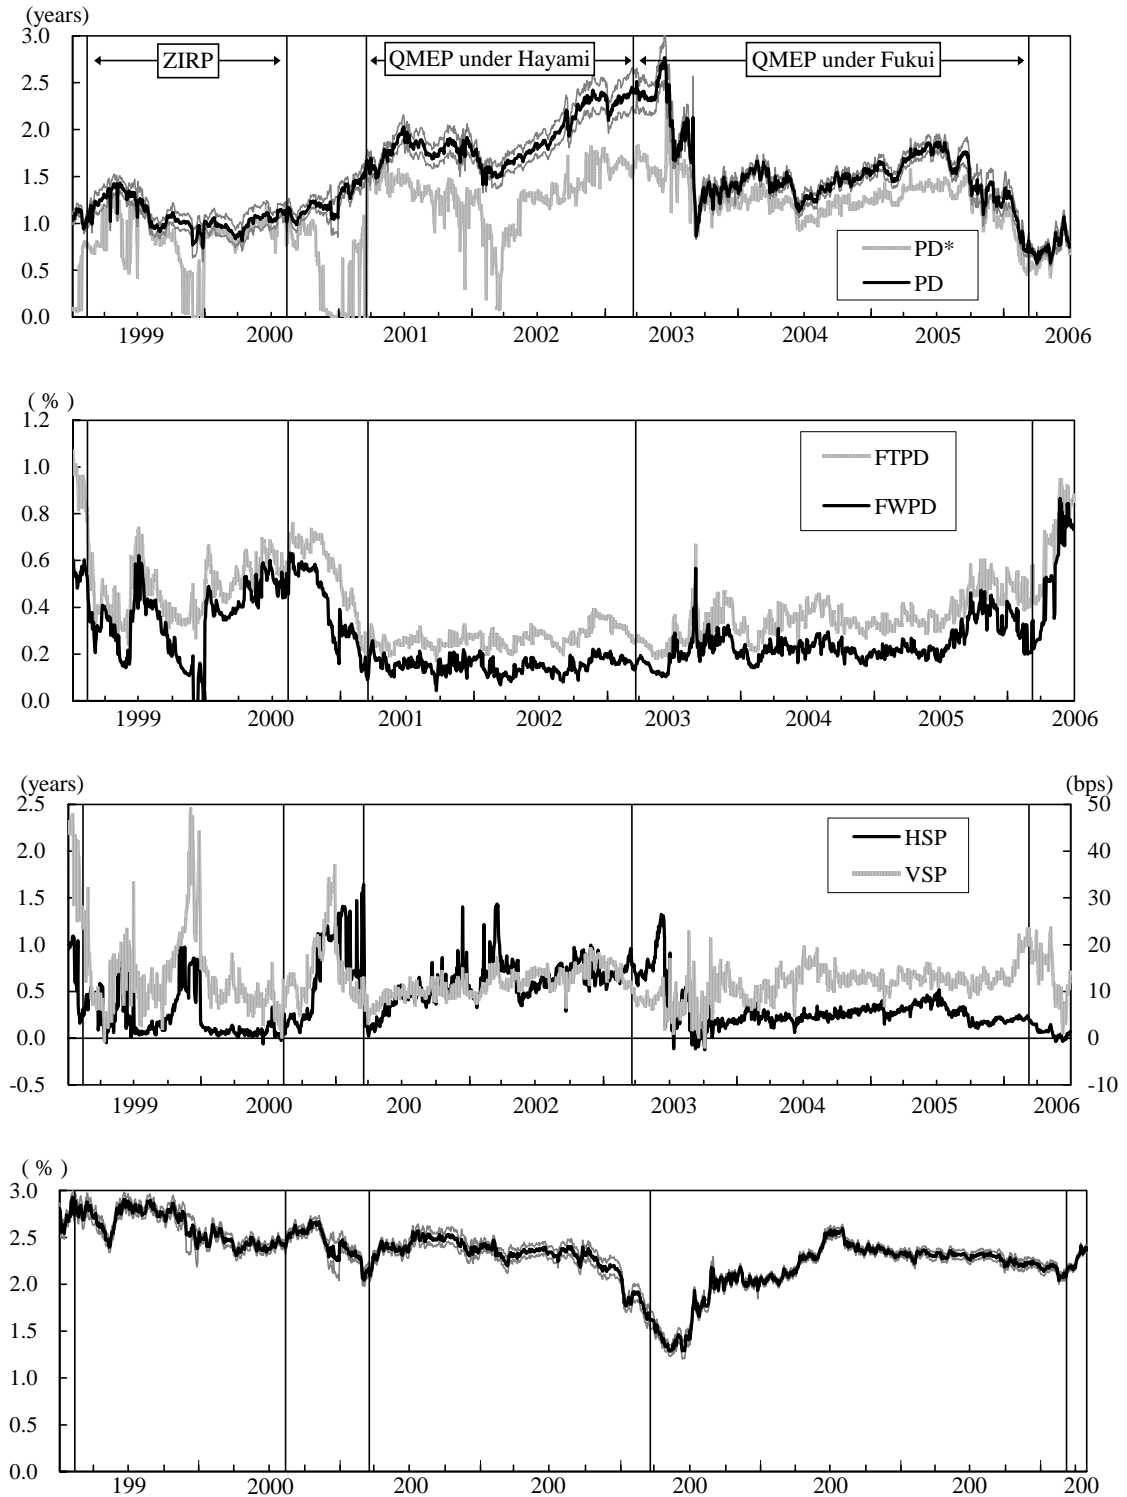 (years)
3.0
ZIRP
QMEP under Hayami
QMEP under Fukui
2.5
2.0
1.5
1.0
PD*
0.5
PD
0.0
1999 2000 2001 2002 2003 2004 2005 2006
( % )
1.2
1.0
FTPD
0.8
FWPD
0.6
0.4
0.2
0.0
1999 2000 2001 2002 2003 2004 2005 2006
(years) (bps)
2.5 50
HSP
2.0 40
VSP
1.5 30
1.0 20
0.5 10
0.0 0
-0.5 -10
1999 2000 200 2002 2003 2004 2005 2006
( % )
3.0
2.5
2.0
1.5
1.0
0.5
0.0
199 2000 200 200 200 200 200 200